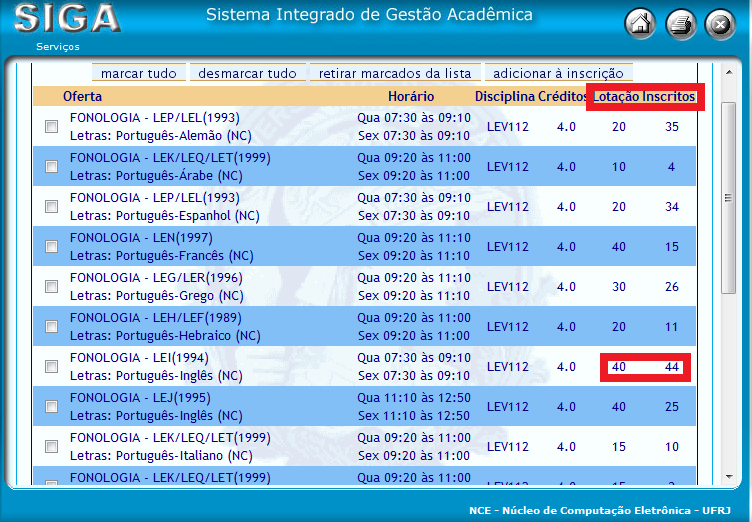 SIGA
Sistema Integrado de Gestão Acadêmica
Serviços
marcar tudo desmarcar tudo retirar marcados da lista adicionar à inscrição
Oferta Horário Disciplina Créditos Lotação Inscritos
FONOLOGIA - LEP/LEL(1993) Qua 07:30 às 09:10
LEV112 4.0 20 35
Letras: Português-Alemão (NC) Sex 07:30 às 09:10
FONOLOGIA - LEK/LEQ/LET(1999) Qua 09:20 às 11:00
LEV112 4.0 10 4
Letras: Português-Árabe (NC) Sex 09:20 às 11:00
FONOLOGIA - LEP/LEL(1993) Qua 07:30 às 09:10
LEV112 4.0 20 34
Letras: Português-Espanhol (NC) Sex 07:30 às 09:10
FONOLOGIA - LEN(1997) Qua 09:20 às 11:10
LEV112 4.0 40 15
Letras: Português-Francês (NC) Sex 09:20 às 11:10
FONOLOGIA - LEG/LER(1996) Qua 09:20 às 11:10
LEV112 4.0 30 26
Letras: Português-Grego (NC) Sex 09:20 às 11:10
FONOLOGIA - LEH/LEF(1989) Qua 09:20 às 11:00
LEV112 4.0 20 11
Letras: Português-Hebraico (NC) Sex 09:20 às 11:00
FONOLOGIA - LEI(1994) Qua 07:30 às 09:10
LEV112 4.0 40 44
Letras: Português-Inglês (NC) Sex 07:30 às 09:10
FONOLOGIA - LEJ(1995) Qua 11:10 às 12:50
LEV112 4.0 40 25
Letras: Português-Inglês (NC) Sex 11:10 às 12:50
FONOLOGIA - LEK/LEQ/LET(1999) Qua 09:20 às 11:00
LEV112 4.0 15 10
Letras: Português-Italiano (NC) Sex 09:20 às 11:00
FONOLOGIA - LEK/LEQ/LET(1999) Qua 09:20 às 11:00
NCE - Núcleo de Computação Eletrônica - UFRJ